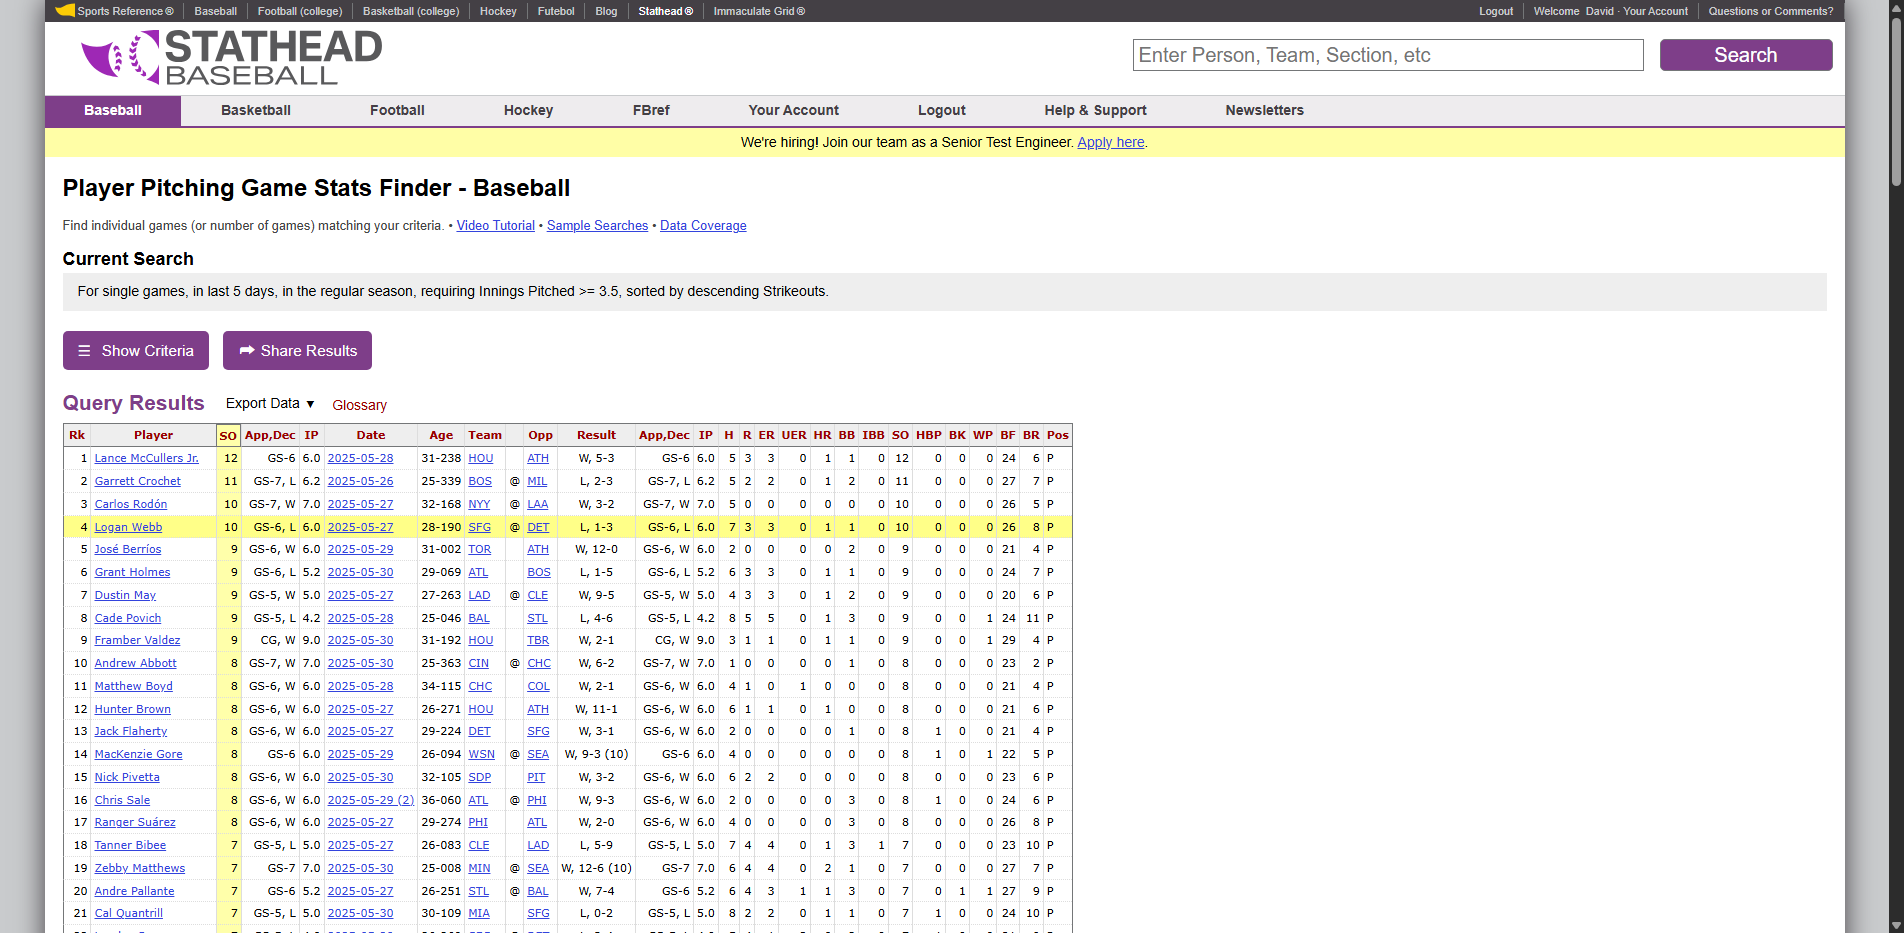 Sports Reference ® Baseball Football (college) Basketball (college) Hockey Futebol Blog Stathead ® Immaculate Grid ® Logout Welcome David · Your Account Questions or Comments?
STATHEAD
BASEBALL
Enter Person, Team, Section, etc Search
Baseball Basketball Football Hockey FBref Your Account Logout Help & Support Newsletters
We're hiring! Join our team as a Senior Test Engineer. Apply here.
Player Pitching Game Stats Finder - Baseball
Find individual games (or number of games) matching your criteria. • Video Tutorial • Sample Searches • Data Coverage
Current Search
For single games, in last 5 days, in the regular season, requiring Innings Pitched >= 3.5, sorted by descending Strikeouts.
☰ Show Criteria Share Results
Query Results Export Data ▼ Glossary
Rk Player SO App,Dec IP Date Age Team Opp Result App,Dec IP H R ER UER HR BB IBB SO HBP BK WP BF BR Pos
1 Lance McCullers Jr. 12 GS-6 6.0 2025-05-28 31-238 HOU ATH W, 5-3 GS-6 6.0 5 3 3 0 1 1 0 12 0 0 0 24 6 P
2 Garrett Crochet 11 GS-7, L 6.2 2025-05-26 25-339 BOS @ MIL L, 2-3 GS-7, L 6.2 5 2 2 0 1 2 0 11 0 0 0 27 7 P
3 Carlos Rodón 10 GS-7, W 7.0 2025-05-27 32-168 NYY @ LAA W, 3-2 GS-7, W 7.0 5 0 0 0 0 0 0 10 0 0 0 26 5 P
4 Logan Webb 10 GS-6, L 6.0 2025-05-27 28-190 SFG @ DET L, 1-3 GS-6, L 6.0 7 3 3 0 1 1 0 10 0 0 0 26 8 P
5 José Berríos 9 GS-6, W 6.0 2025-05-29 31-002 TOR ATH W, 12-0 GS-6, W 6.0 2 0 0 0 0 2 0 9 0 0 0 21 4 P
6 Grant Holmes 9 GS-6, L 5.2 2025-05-30 29-069 ATL BOS L, 1-5 GS-6, L 5.2 6 3 3 0 1 1 0 9 0 0 0 24 7 P
7 Dustin May 9 GS-5, W 5.0 2025-05-27 27-263 LAD @ CLE W, 9-5 GS-5, W 5.0 4 3 3 0 1 2 0 9 0 0 0 20 6 P
8 Cade Povich 9 GS-5, L 4.2 2025-05-28 25-046 BAL STL L, 4-6 GS-5, L 4.2 8 5 5 0 1 3 0 9 0 0 1 24 11 P
9 Framber Valdez 9 CG, W 9.0 2025-05-30 31-192 HOU TBR W, 2-1 CG, W 9.0 3 1 1 0 1 1 0 9 0 0 1 29 4 P
10 Andrew Abbott 8 GS-7, W 7.0 2025-05-30 25-363 CIN @ CHC W, 6-2 GS-7, W 7.0 1 0 0 0 0 1 0 8 0 0 0 23 2 P
11 Matthew Boyd 8 GS-6, W 6.0 2025-05-28 34-115 CHC COL W, 2-1 GS-6, W 6.0 4 1 0 1 0 0 0 8 0 0 0 21 4 P
12 Hunter Brown 8 GS-6, W 6.0 2025-05-27 26-271 HOU ATH W, 11-1 GS-6, W 6.0 6 1 1 0 1 0 0 8 0 0 0 21 6 P
13 Jack Flaherty 8 GS-6, W 6.0 2025-05-27 29-224 DET SFG W, 3-1 GS-6, W 6.0 2 0 0 0 0 1 0 8 1 0 0 21 4 P
14 MacKenzie Gore 8 GS-6 6.0 2025-05-29 26-094 WSN @ SEA W, 9-3 (10) GS-6 6.0 4 0 0 0 0 0 0 8 1 0 1 22 5 P
15 Nick Pivetta 8 GS-6, W 6.0 2025-05-30 32-105 SDP PIT W, 3-2 GS-6, W 6.0 6 2 2 0 0 0 0 8 0 0 0 23 6 P
16 Chris Sale 8 GS-6, W 6.0 2025-05-29 (2) 36-060 ATL @ PHI W, 9-3 GS-6, W 6.0 2 0 0 0 0 3 0 8 1 0 0 24 6 P
17 Ranger Suárez 8 GS-6, W 6.0 2025-05-27 29-274 PHI ATL W, 2-0 GS-6, W 6.0 4 0 0 0 0 3 0 8 0 0 0 26 8 P
18 Tanner Bibee 7 GS-5, L 5.0 2025-05-27 26-083 CLE LAD L, 5-9 GS-5, L 5.0 7 4 4 0 1 3 1 7 0 0 0 23 10 P
19 Zebby Matthews 7 GS-7 7.0 2025-05-30 25-008 MIN @ SEA W, 12-6 (10) GS-7 7.0 6 4 4 0 2 1 0 7 0 0 0 27 7 P
20 Andre Pallante 7 GS-6 5.2 2025-05-27 26-251 STL @ BAL W, 7-4 GS-6 5.2 6 4 3 1 1 3 0 7 0 1 1 27 9 P
21 Cal Quantrill 7 GS-5, L 5.0 2025-05-30 30-109 MIA SFG L, 0-2 GS-5, L 5.0 8 2 2 0 1 1 0 7 1 0 0 24 10 P